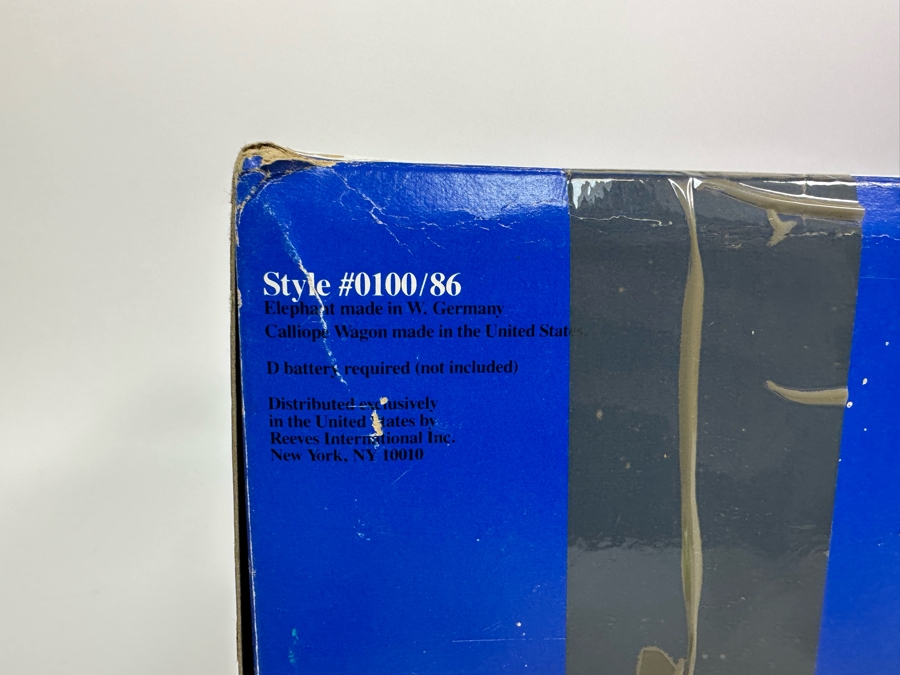 Style #0100/86
Elephant made in W. Germany
Calliope Wagon made in the United States
D battery required (not included)
Distributed exclusively
in the United States by
Reeves International Inc.
New York, NY 10010